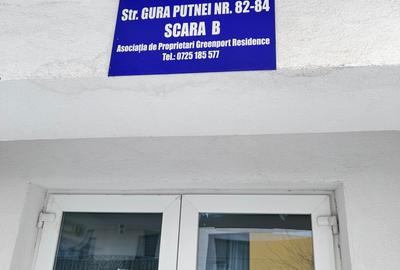 Str. GURA PUTNEI NR. 82-84
SCARA B
Asociația de Proprietari Greenport Residence
Tel.: 0725 185 577